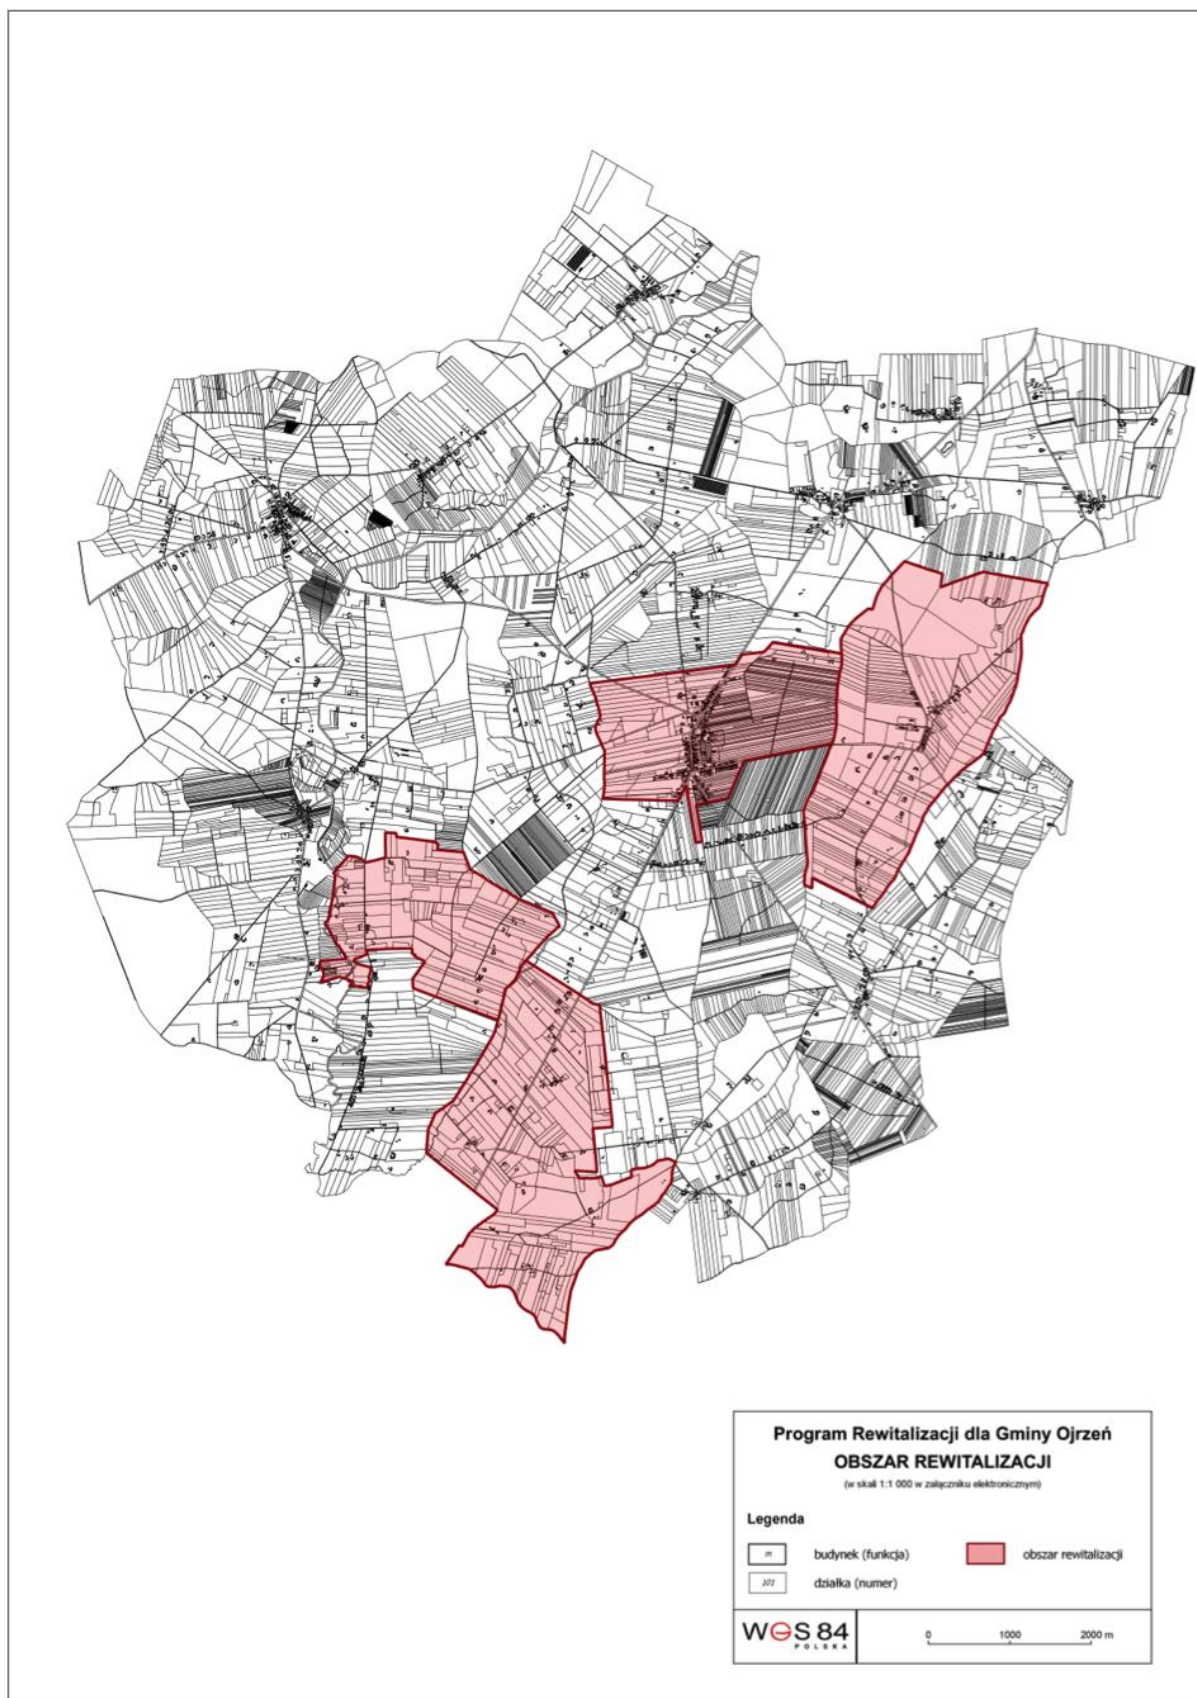 Program Rewitalizacji dla Gminy Ojrzeń
OBSZAR REWITALIZACJI
(w skali 1:1 000 w załączniku elektronicznym)
Legenda
m budynek (funkcja) obszar rewitalizacji
101 działka (numer)
WGS 84
POLSKA
0 1000 2000 m